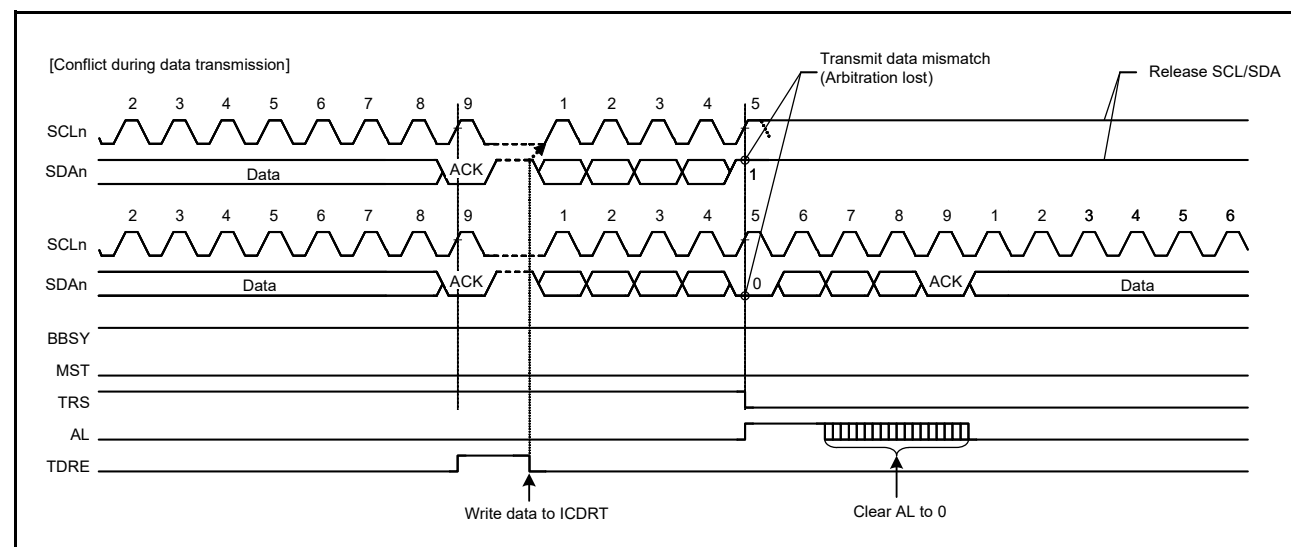 [Conflict during data transmission]
Transmit data mismatch
(Arbitration lost)
Release SCL/SDA
2 3 4 5 6 7 8 9 1 2 3 4 5
SCLn
SDAn Data ACK 1
2 3 4 5 6 7 8 9 1 2 3 4 5 6 7 8 9 1 2 3 4 5 6
SCLn
SDAn Data ACK 0 ACK Data
BBSY
MST
TRS
AL
TDRE
Write data to ICDRT
Clear AL to 0